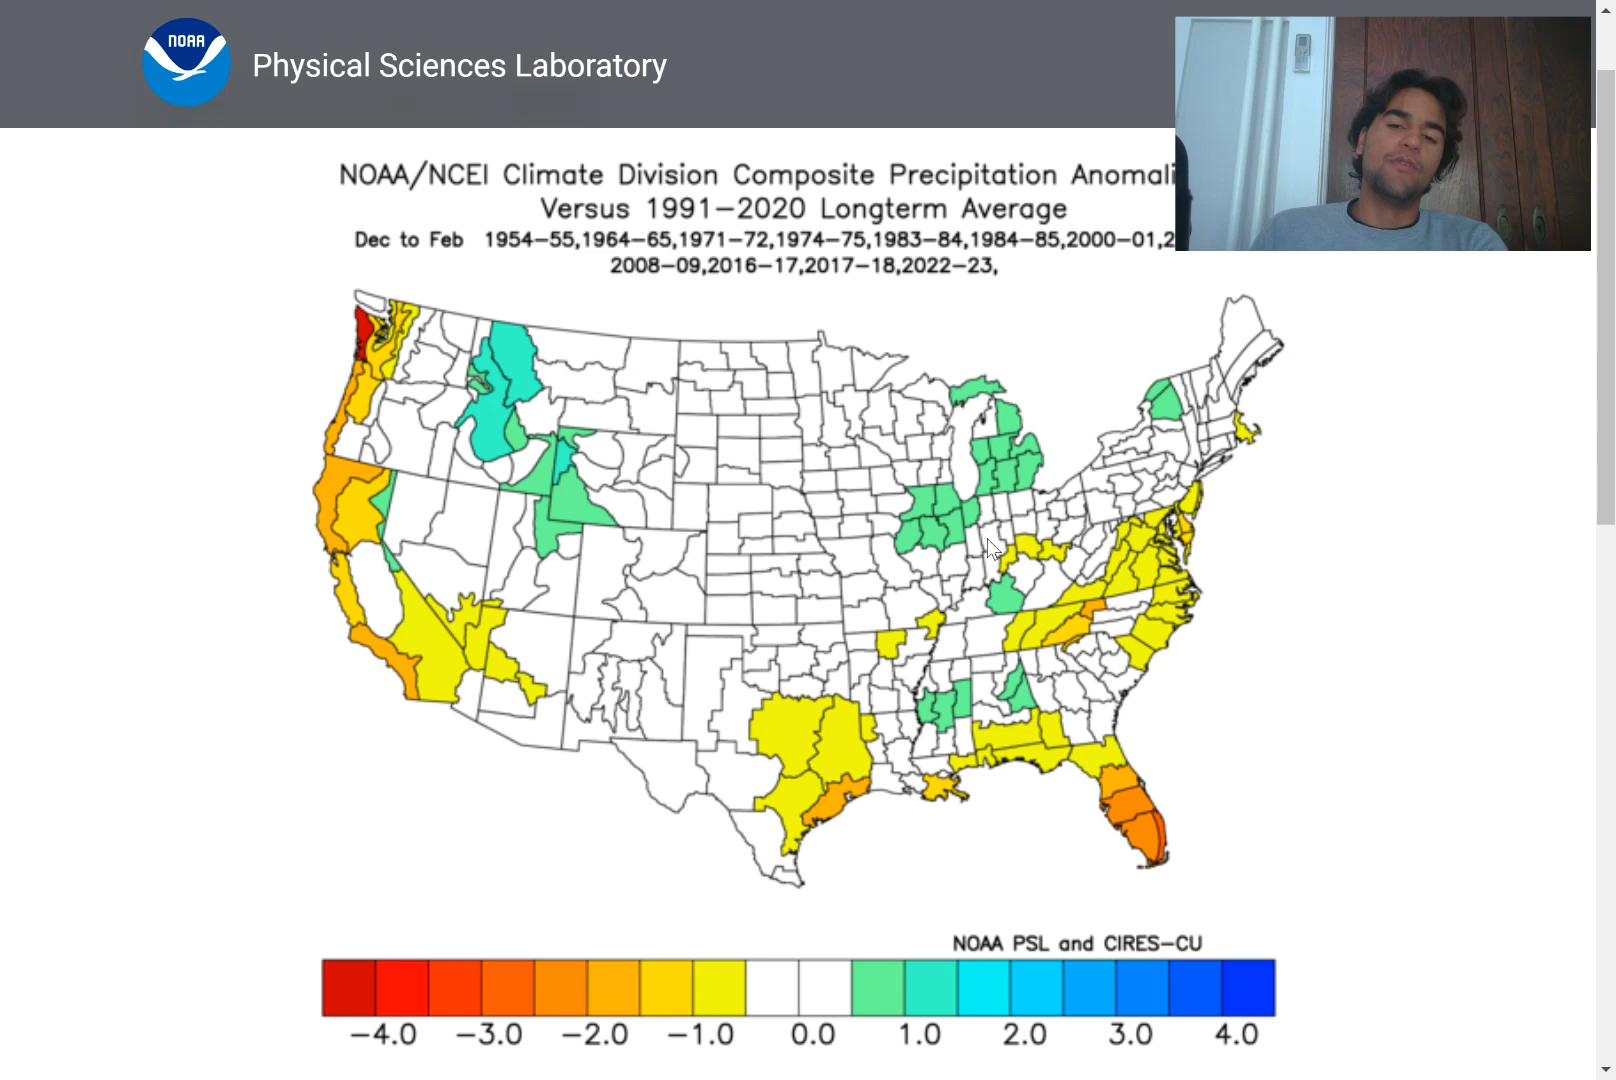 NOAA
Physical Sciences Laboratory
NOAA/NCEI Climate Division Composite Precipitation Anomali
Versus 1991-2020 Longterm Average
Dec to Feb 1954-55,1964-65,1971-72,1974-75,1983-84,1984-85,2000-01,2
2008-09,2016-17,2017-18,2022-23,
NOAA PSL and CIRES-CU
-4.0 -3.0 -2.0 -1.0 0.0 1.0 2.0 3.0 4.0